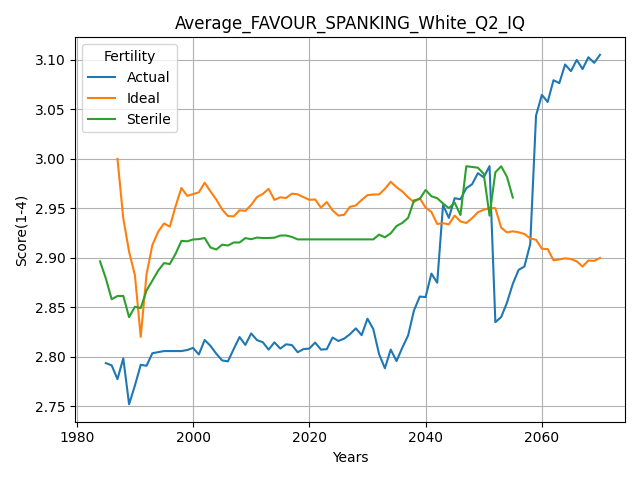 Average_FAVOUR_SPANKING_White_Q2_IQ
Fertility
Actual
Ideal
Sterile
3.10
3.05
3.00
2.95
2.90
2.85
2.80
2.75
Score(1-4)
1980 2000 2020 2040 2060
Years